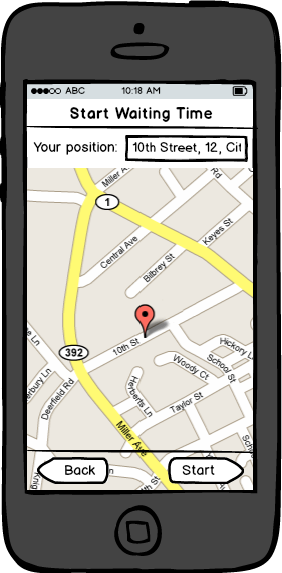 ABC 10:18 AM
Start Waiting Time
Your position: 10th Street, 12, Cit
Miller A
Rd
1
Keyes St
Central Ave
Bilbrey St
10th St
Hickory L
392
Woody Ct
School St
Deerfield Rd
Herberts Ln
Taylor St
Miller Ave
Back
Start